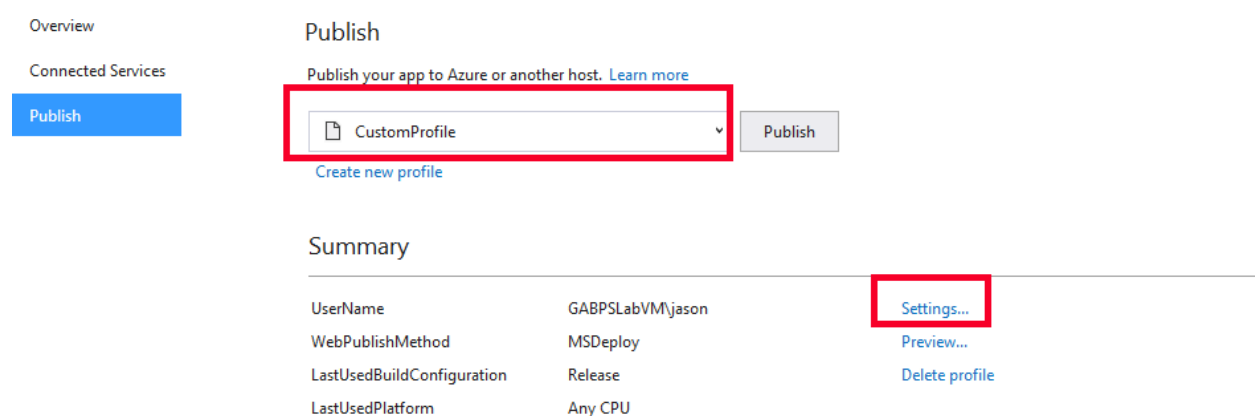 Overview
Connected Services
Publish
Publish
Publish your app to Azure or another host. Learn more
CustomProfile
Publish
Create new profile
Summary
UserName GABPSLabVM\jason Settings...
WebPublishMethod MSDeploy Preview...
LastUsedBuildConfiguration Release Delete profile
LastUsedPlatform Any CPU